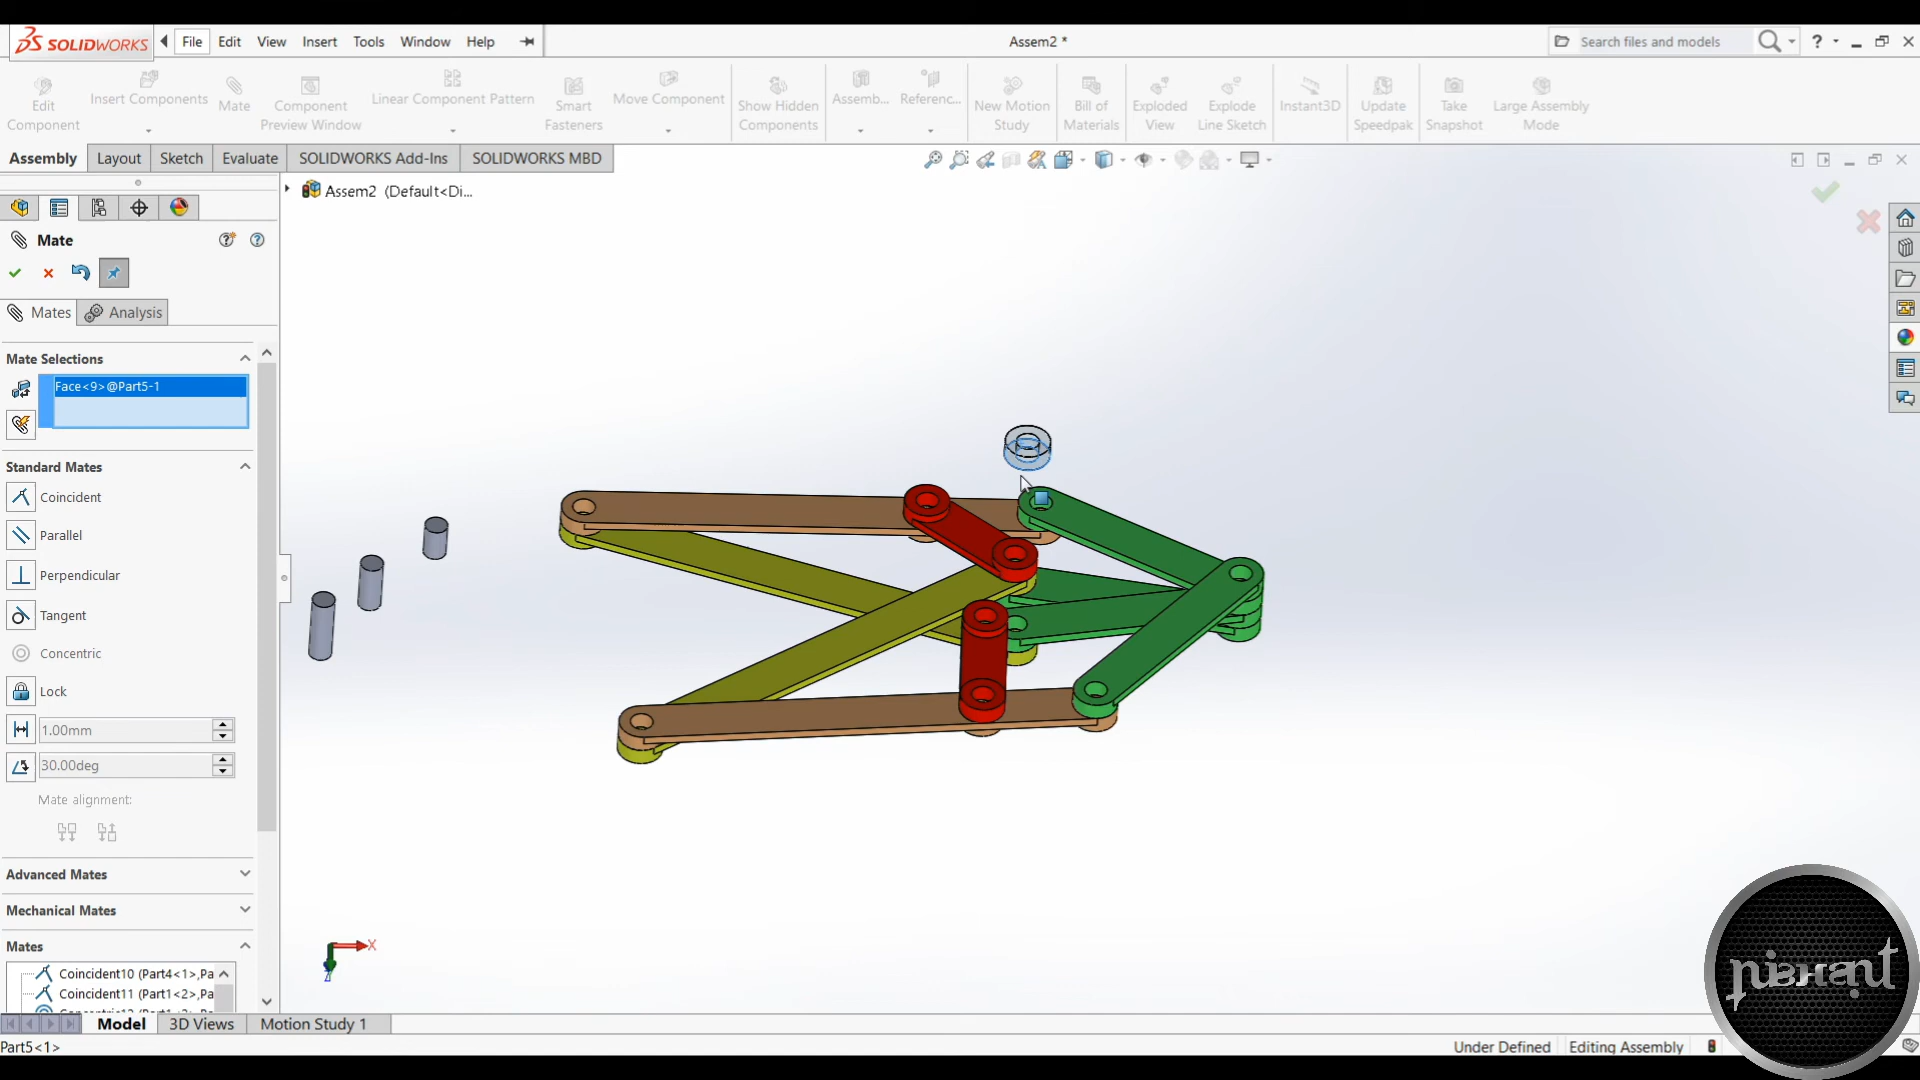 SOLIDWORKS File Edit View Insert Tools Window Help Assem2 * Search files and models ?
Edit Component Insert Components Mate Component Preview Window Linear Component Pattern Smart Fasteners Move Component Show Hidden Components Assemb... Referenc... New Motion Study Bill of Materials Exploded View Explode Line Sketch Instant3D Update Speedpak Take Snapshot Large Assembly Mode
Assembly Layout Sketch Evaluate SOLIDWORKS Add-Ins SOLIDWORKS MBD
Assem2 (Default<Di...
Mate
Mates Analysis
Mate Selections
Face<9>@Part5-1
Standard Mates
Coincident
Parallel
Perpendicular
Tangent
Concentric
Lock
1.00mm
30.00deg
Mate alignment:
Advanced Mates
Mechanical Mates
Mates
Coincident10 (Part4<1>,Pa
Coincident11 (Part1<2>,Pa
X
Z
Model 3D Views Motion Study 1
Part5<1> Under Defined Editing Assembly